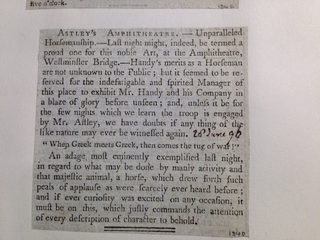 five o'clock.
ASTLEY'S AMPHITHEATRE. — Unparalleled
Horsemanship.—Last night might, indeed, be termed a
proud one for this noble Art, at the Amphitheatre,
Westminster Bridge.—Handy's merits as a Horseman
are not unknown to the Public; but it seemed to be re-
served for the indefatigable and spirited Manager of
this place to exhibit Mr. Handy and his Company in
a blaze of glory before unseen; and, unless it be for
the few nights which we learn the troop is engaged
by Mr. Astley, we have doubts if any thing of the
like nature may ever be witnessed again. 20 June 96
"When Greek meets Greek, then comes the tug of war!"
An adage most eminently exemplified last night,
in regard to what may be done by manly activity and
that majestic animal, a horse, which drew forth such
peals of applause as were scarcely ever heard before;
and if ever curiosity was excited on any occasion, it
must be on this, which justly commands the attention
of every description of character to behold.